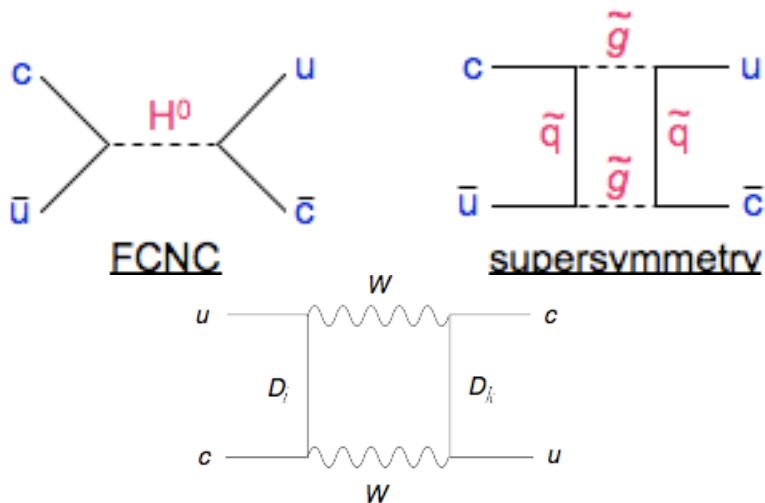 c u g̃ u
H⁰ q̃ q̃
ū c̄ ū g̃ c̄
FCNC supersymmetry
W
u c
Dᵢ Dₖ
c u
W